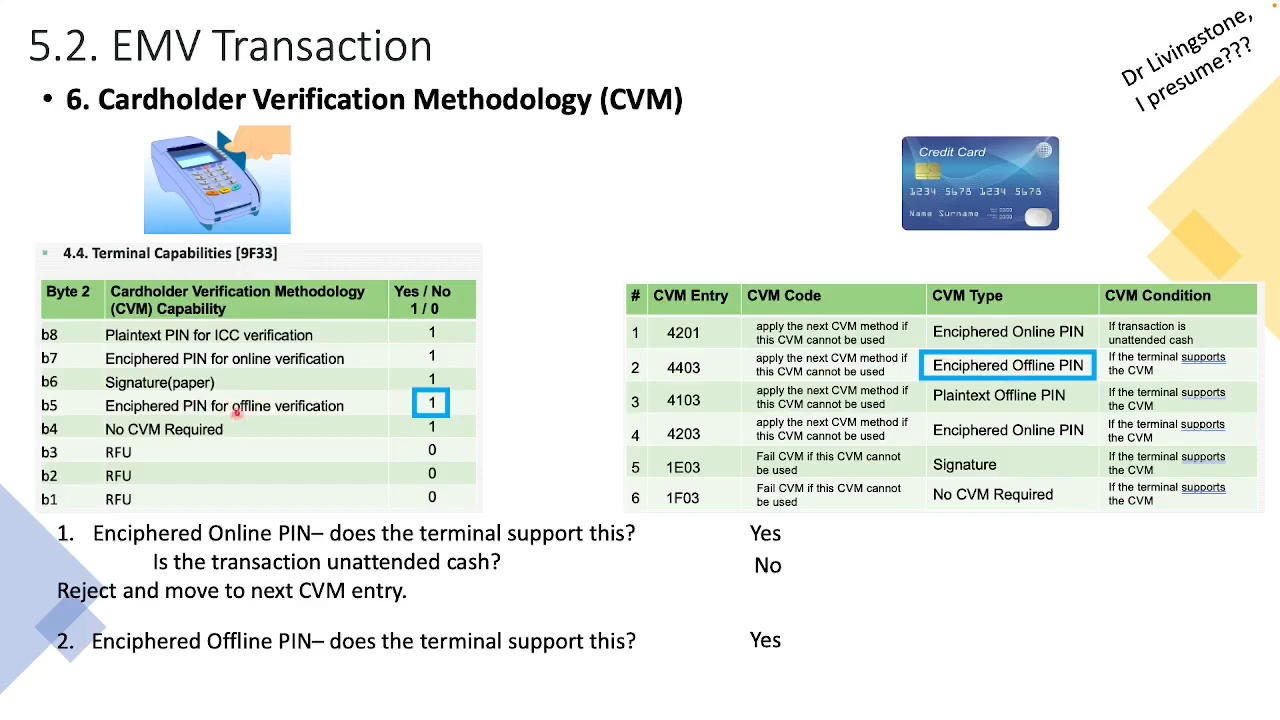 5.2. EMV Transaction
Dr Livingstone,
I presume???
• 6. Cardholder Verification Methodology (CVM)
Credit Card
1234 5678 1234 5678
Name Surname
4.4. Terminal Capabilities [9F33]
Byte 2 Cardholder Verification Methodology (CVM) Capability Yes / No 1 / 0
b8 Plaintext PIN for ICC verification 1
b7 Enciphered PIN for online verification 1
b6 Signature(paper) 1
b5 Enciphered PIN for offline verification 1
b4 No CVM Required 1
b3 RFU 0
b2 RFU 0
b1 RFU 0
# CVM Entry CVM Code CVM Type CVM Condition
1 4201 apply the next CVM method if this CVM cannot be used Enciphered Online PIN If transaction is unattended cash
2 4403 apply the next CVM method if this CVM cannot be used Enciphered Offline PIN If the terminal supports the CVM
3 4103 apply the next CVM method if this CVM cannot be used Plaintext Offline PIN If the terminal supports the CVM
4 4203 apply the next CVM method if this CVM cannot be used Enciphered Online PIN If the terminal supports the CVM
5 1E03 Fail CVM if this CVM cannot be used Signature If the terminal supports the CVM
6 1F03 Fail CVM if this CVM cannot be used No CVM Required If the terminal supports the CVM
1. Enciphered Online PIN– does the terminal support this? Yes
Is the transaction unattended cash? No
Reject and move to next CVM entry.
2. Enciphered Offline PIN– does the terminal support this? Yes